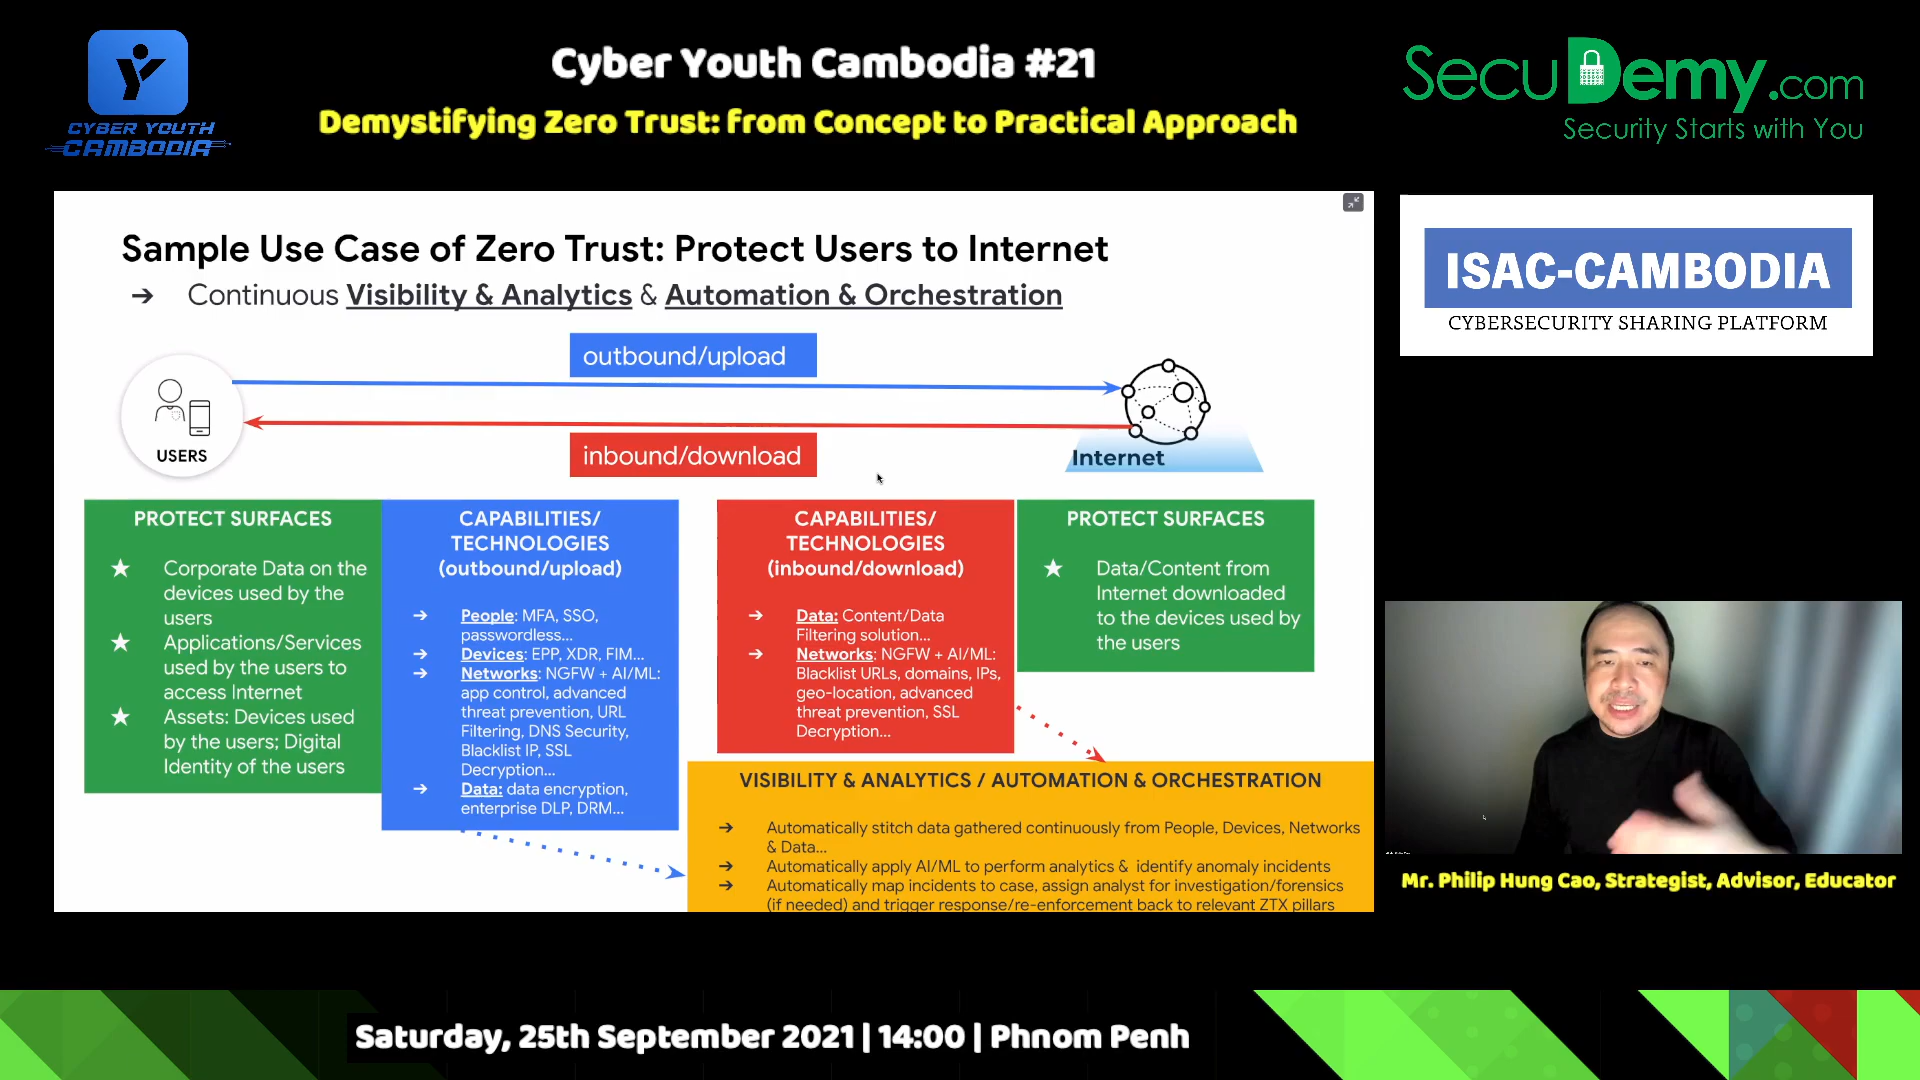 CYBER YOUTH
CAMBODIA
Cyber Youth Cambodia #21
Demystifying Zero Trust: from Concept to Practical Approach
SecuDemy.com
Security Starts with You
Sample Use Case of Zero Trust: Protect Users to Internet
➔ Continuous Visibility & Analytics & Automation & Orchestration
outbound/upload
inbound/download
USERS
Internet
PROTECT SURFACES
★ Corporate Data on the
devices used by the
users
★ Applications/Services
used by the users to
access Internet
★ Assets: Devices used
by the users; Digital
Identity of the users
CAPABILITIES/
TECHNOLOGIES
(outbound/upload)
➔ People: MFA, SSO,
passwordless...
➔ Devices: EPP, XDR, FIM...
➔ Networks: NGFW + AI/ML:
app control, advanced
threat prevention, URL
Filtering, DNS Security,
Blacklist IP, SSL
Decryption...
➔ Data: data encryption,
enterprise DLP, DRM...
CAPABILITIES/
TECHNOLOGIES
(inbound/download)
➔ Data: Content/Data
Filtering solution...
➔ Networks: NGFW + AI/ML:
Blacklist URLs, domains, IPs,
geo-location, advanced
threat prevention, SSL
Decryption...
PROTECT SURFACES
★ Data/Content from
Internet downloaded
to the devices used by
the users
VISIBILITY & ANALYTICS / AUTOMATION & ORCHESTRATION
➔ Automatically stitch data gathered continuously from People, Devices, Networks
& Data...
➔ Automatically apply AI/ML to perform analytics & identify anomaly incidents
➔ Automatically map incidents to case, assign analyst for investigation/forensics
(if needed) and trigger response/re-enforcement back to relevant ZTX pillars
ISAC-CAMBODIA
CYBERSECURITY SHARING PLATFORM
Mr. Philip Hung Cao, Strategist, Advisor, Educator
Saturday, 25th September 2021 | 14:00 | Phnom Penh